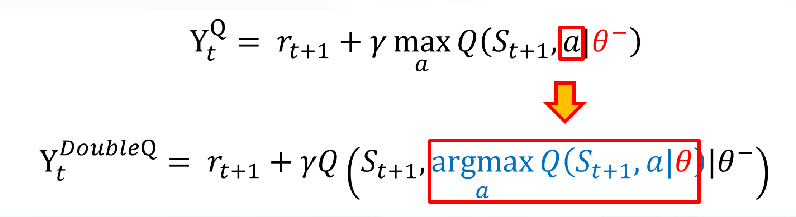 Y_t^Q = r_{t+1} + γ max_a Q(S_{t+1}, a|θ⁻)
Y_t^{DoubleQ} = r_{t+1} + γQ(S_{t+1}, argmax_a Q(S_{t+1}, a|θ)|θ⁻)